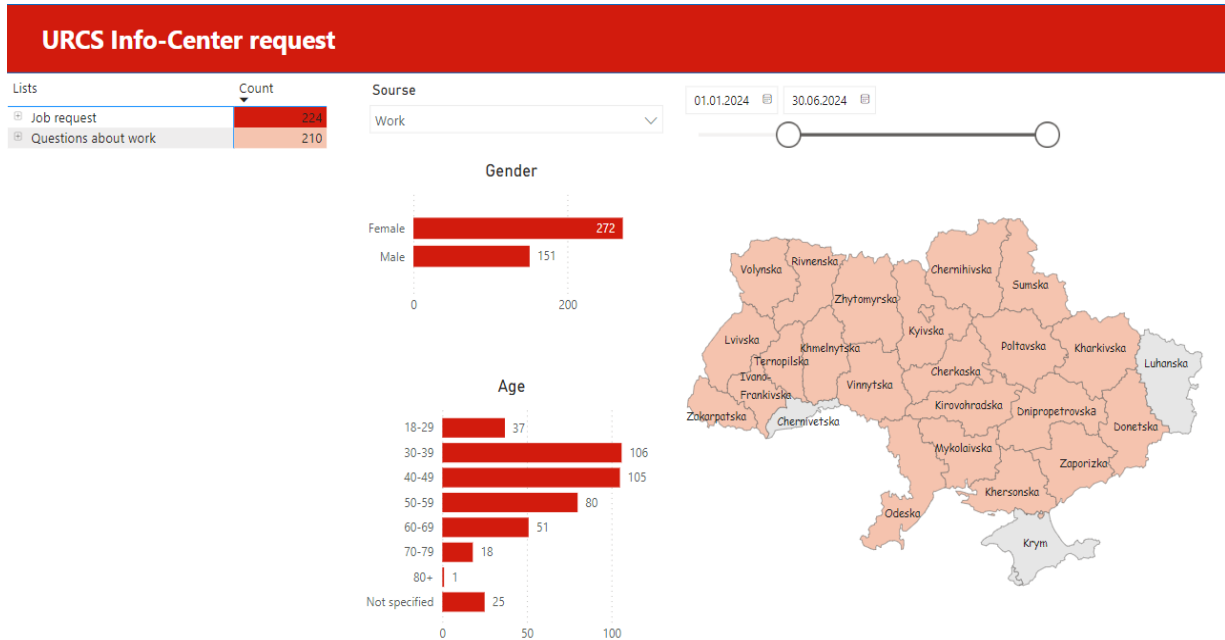 URCS Info-Center request
Lists Count
Job request 224
Questions about work 210
Sourse
Work
01.01.2024 30.06.2024
Gender
Female 272
Male 151
0 200
Age
18-29 37
30-39 106
40-49 105
50-59 80
60-69 51
70-79 18
80+ 1
Not specified 25
0 50 100
Volynska
Rivnenska
Zhytomyrska
Chernihivska
Sumska
Kyivska
Lvivska
Ternopilska
Khmelnytska
Poltavska
Kharkivska
Luhanska
Ivano-
Frankivska
Vinnytska
Cherkaska
Zakarpatska
Chernivetska
Kirovohradska
Dnipropetrovska
Donetska
Mykolaivska
Zaporizka
Khersonska
Odeska
Krym